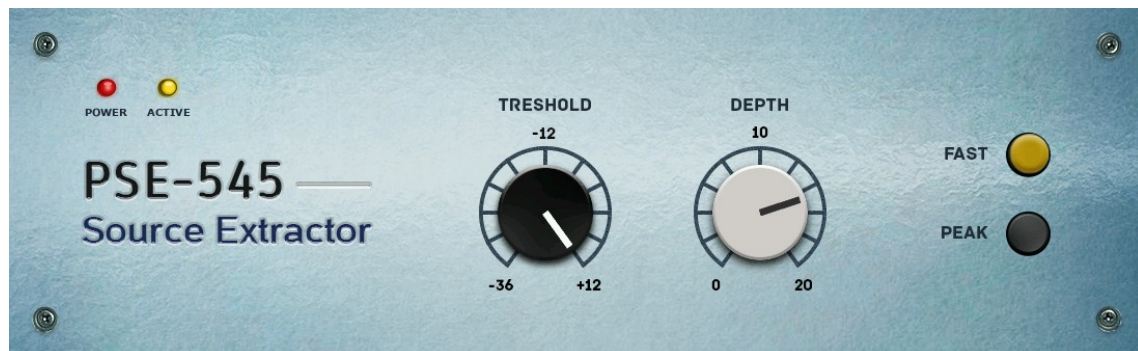 POWER ACTIVE
PSE-545
Source Extractor
TRESHOLD
-12
-36 +12
DEPTH
10
0 20
FAST
PEAK